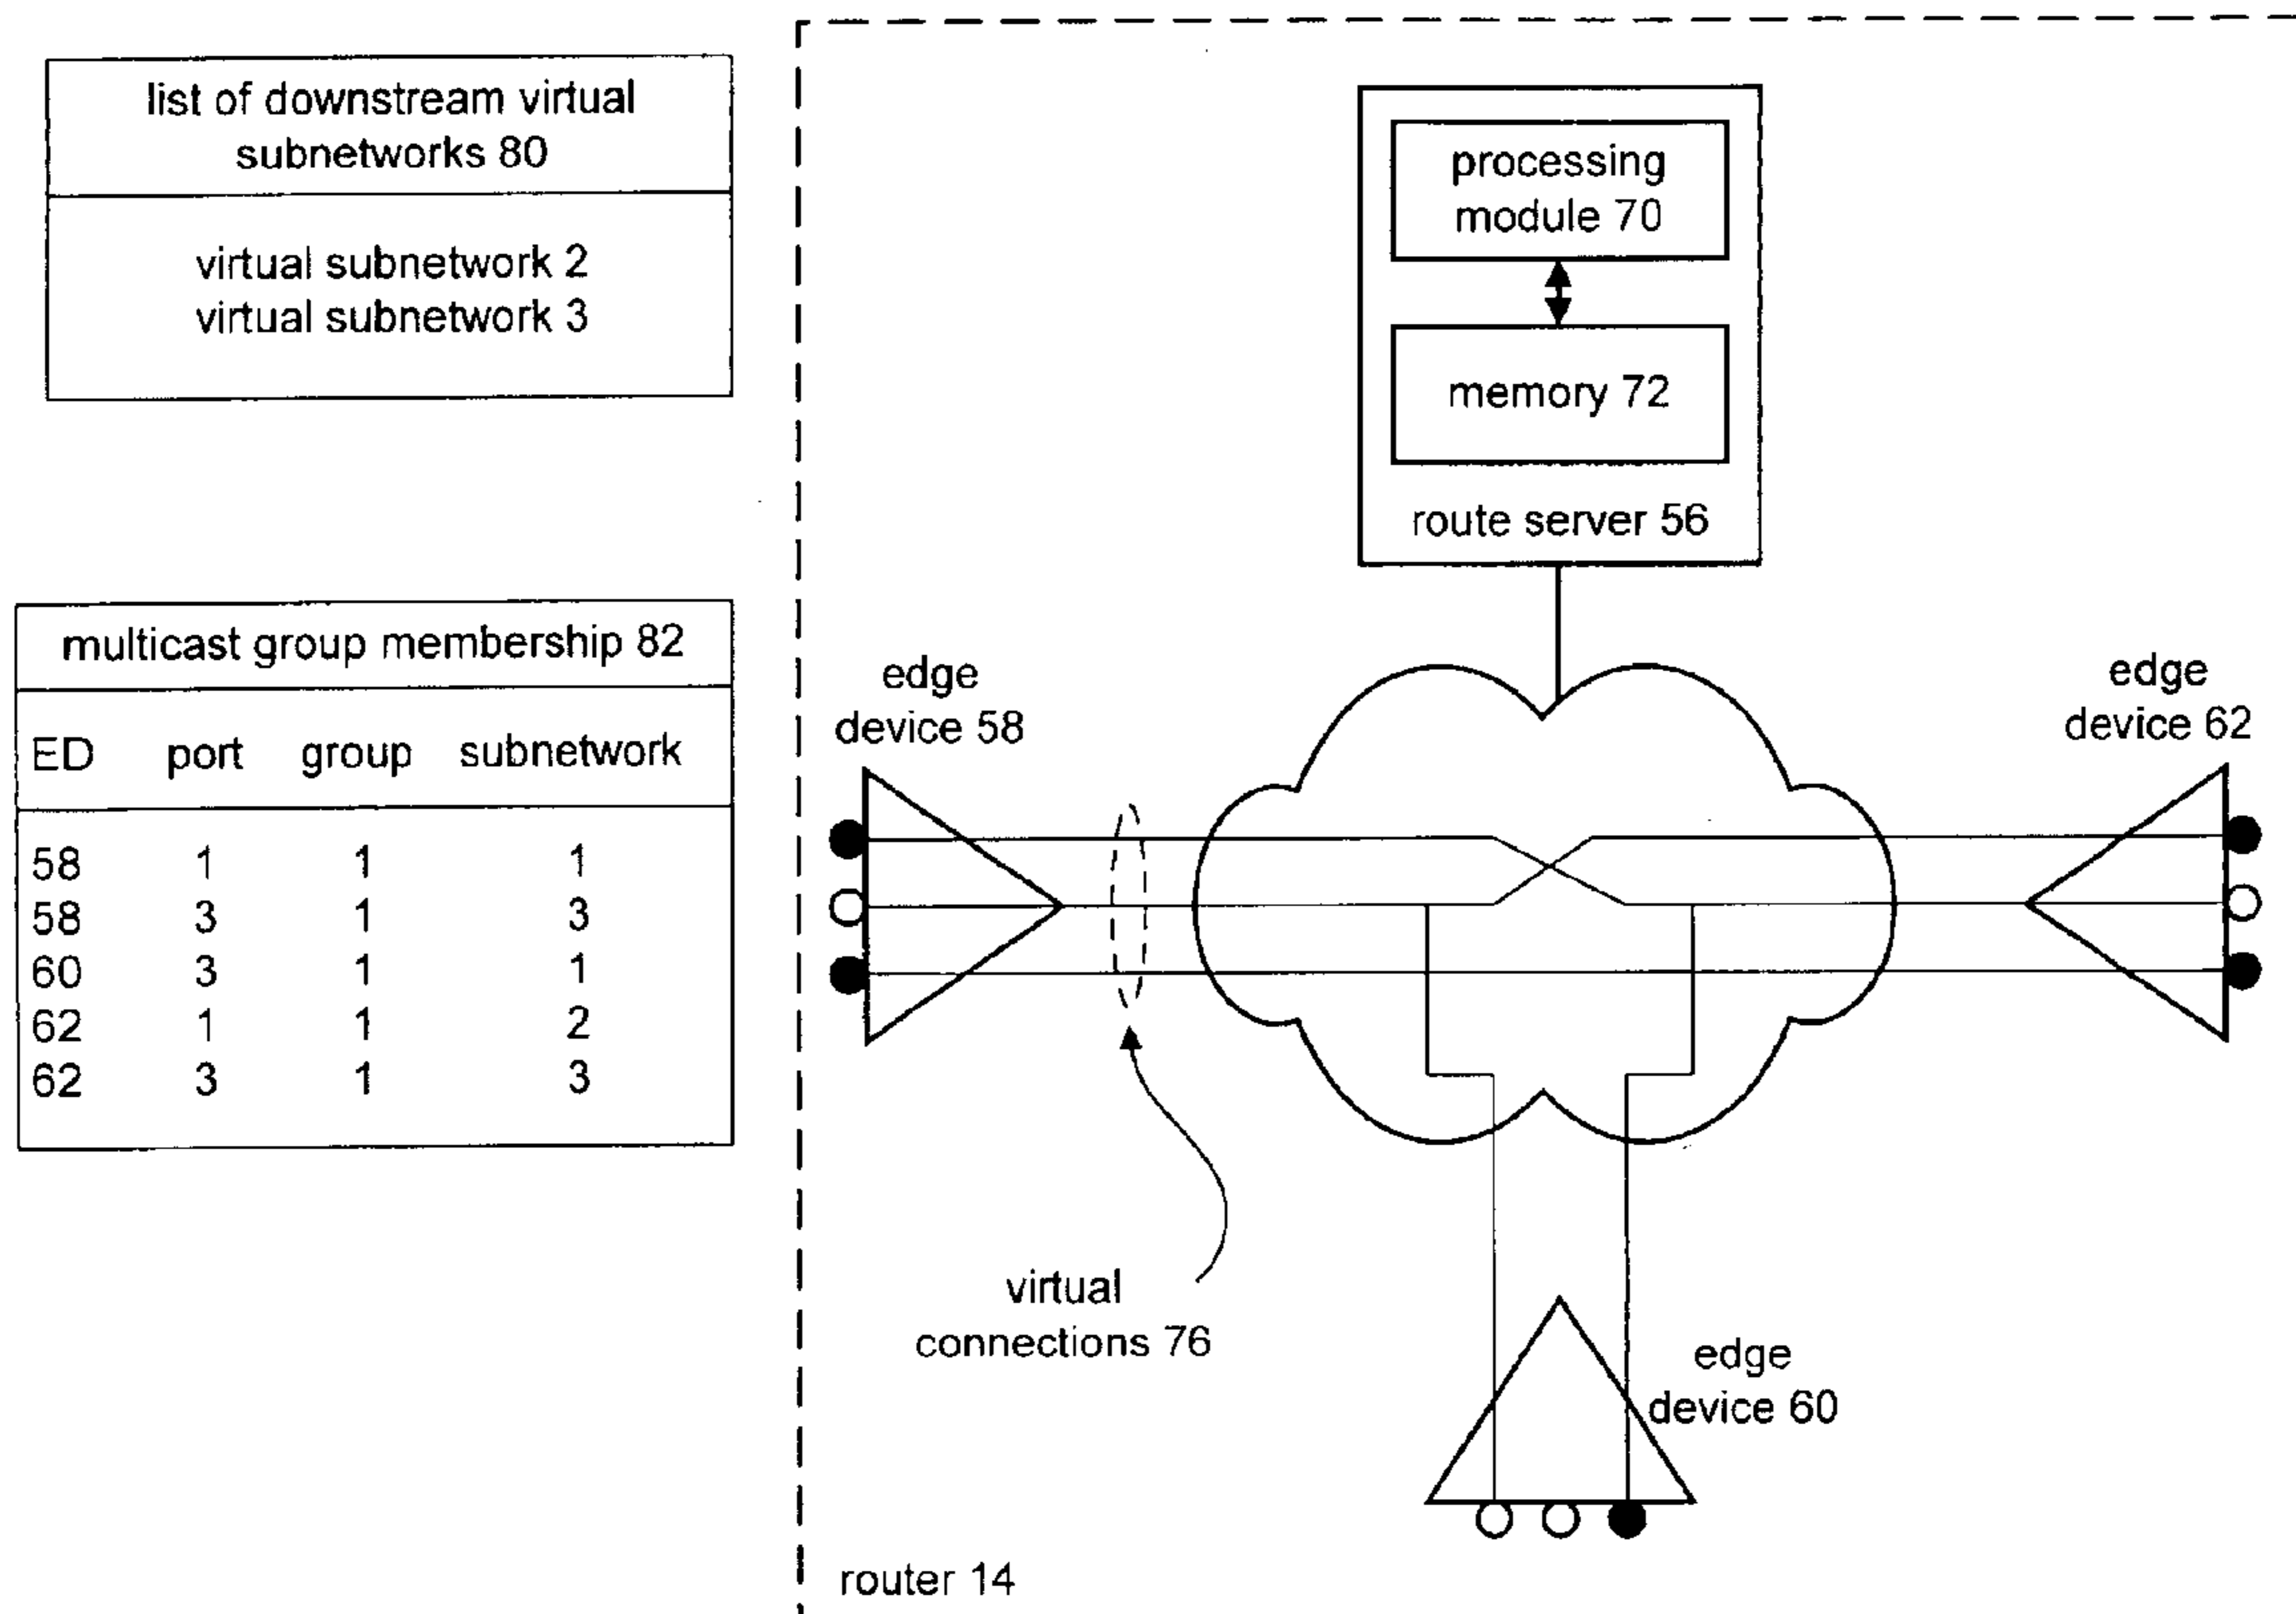 list of downstream virtual
subnetworks 80
virtual subnetwork 2
virtual subnetwork 3
multicast group membership 82
ED port group subnetwork
58 1 1 1
58 3 1 3
60 3 1 1
62 1 1 2
62 3 1 3
processing
module 70
memory 72
route server 56
edge
device 58
edge
device 62
virtual
connections 76
edge
device 60
router 14